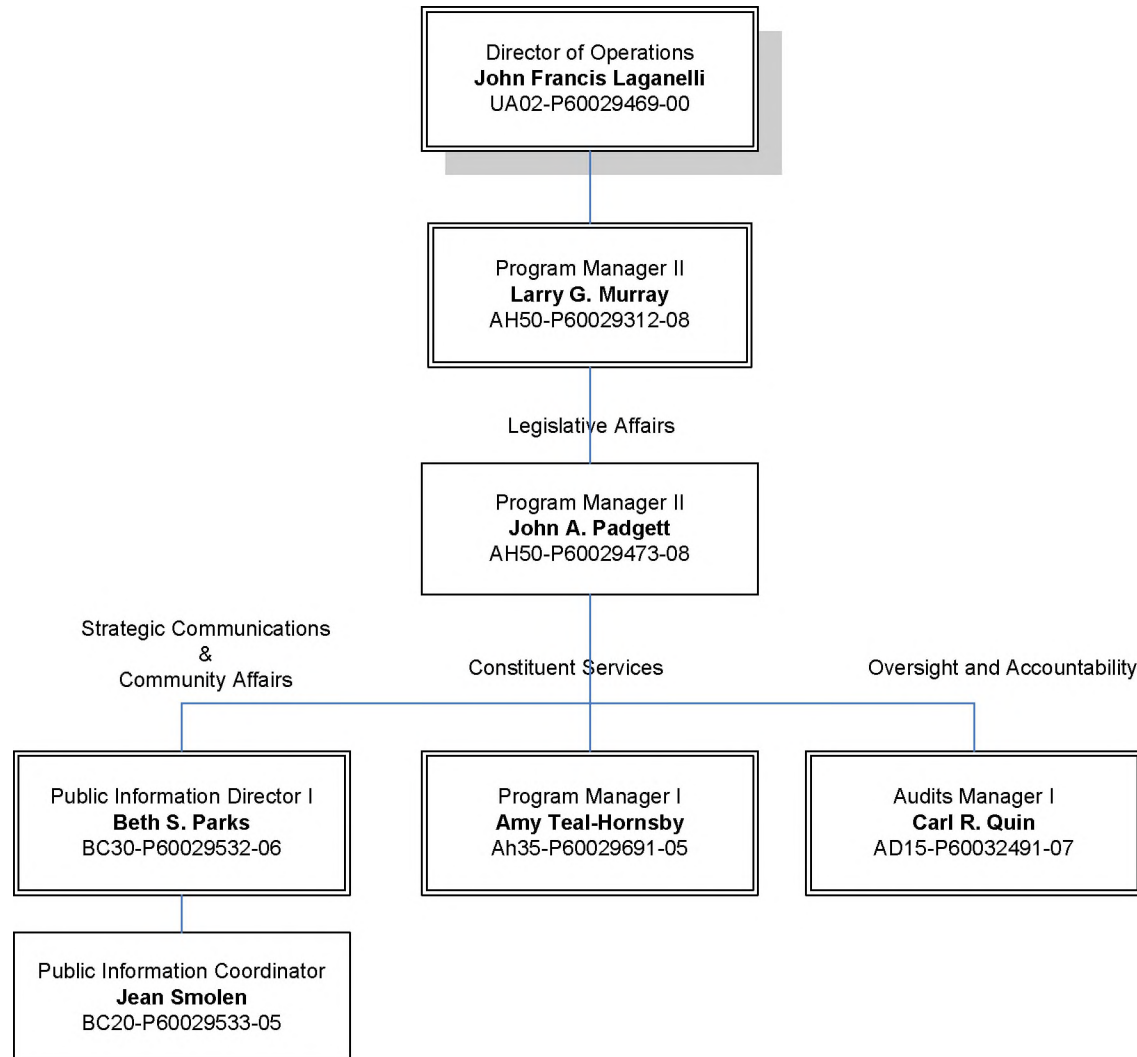 Director of Operations
John Francis Laganelli
UA02-P60029469-00
Program Manager II
Larry G. Murray
AH50-P60029312-08
Legislative Affairs
Program Manager II
John A. Padgett
AH50-P60029473-08
Strategic Communications
&
Community Affairs
Constituent Services
Oversight and Accountability
Public Information Director I
Beth S. Parks
BC30-P60029532-06
Program Manager I
Amy Teal-Hornsby
Ah35-P60029691-05
Audits Manager I
Carl R. Quin
AD15-P60032491-07
Public Information Coordinator
Jean Smolen
BC20-P60029533-05